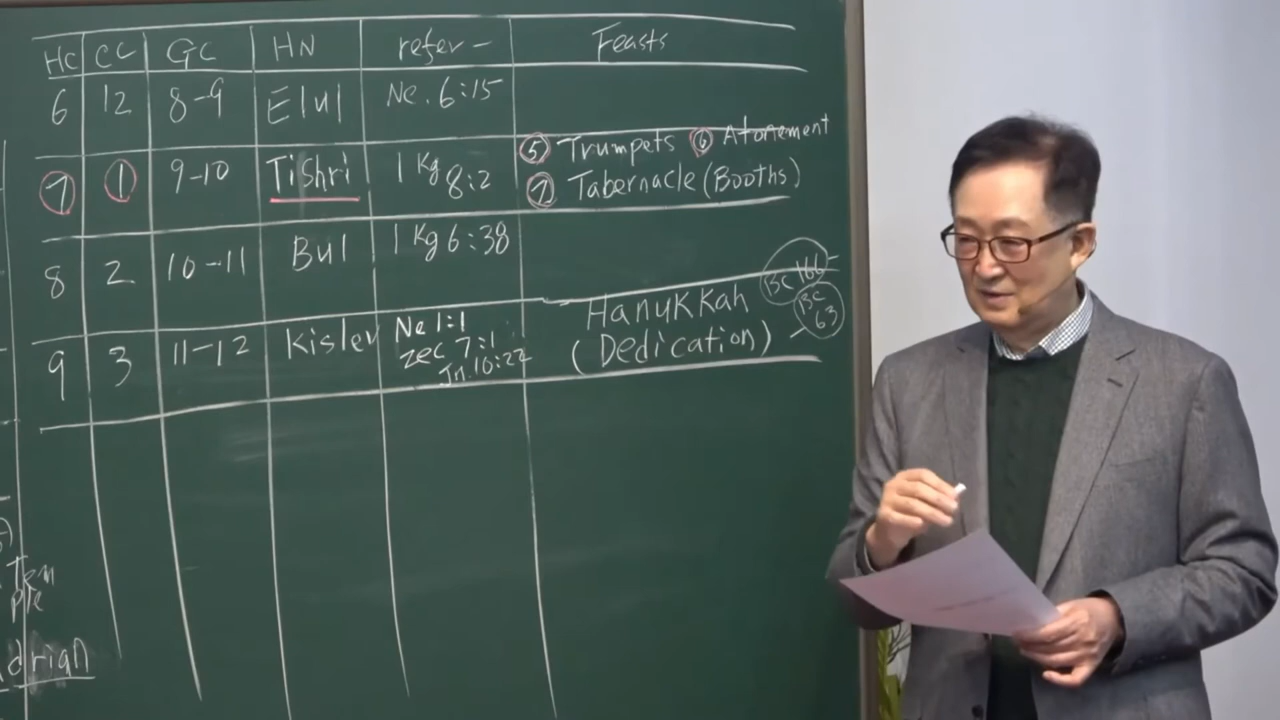 HC CC GC HN refer- Feasts
6 12 8-9 Elul Ne. 6:15
7 1 9-10 Tishri 1 Kg 8:2 ⑤ Trumpets ⑥ Atonement
⑦ Tabernacle (Booths)
8 2 10-11 Bul 1 Kg 6:38
9 3 11-12 Kislev Ne 1:1 Hanukkah BC 166
Zec 7:1 (Dedication) BC 63
Jn. 10:22
Tem
ple
drian